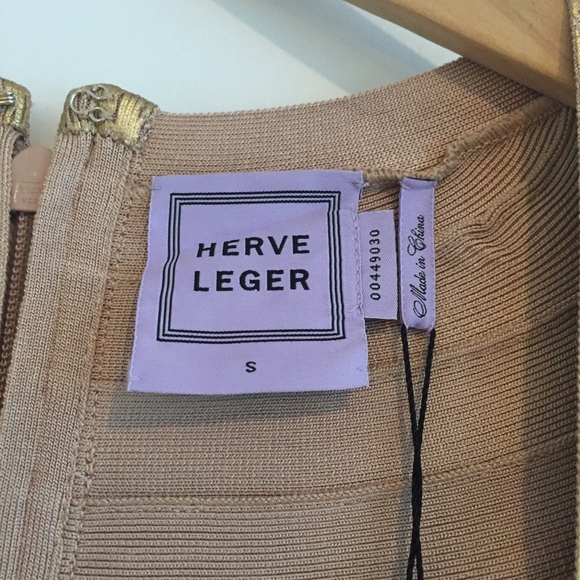 HERVE
LEGER
S
00449030
Made in China